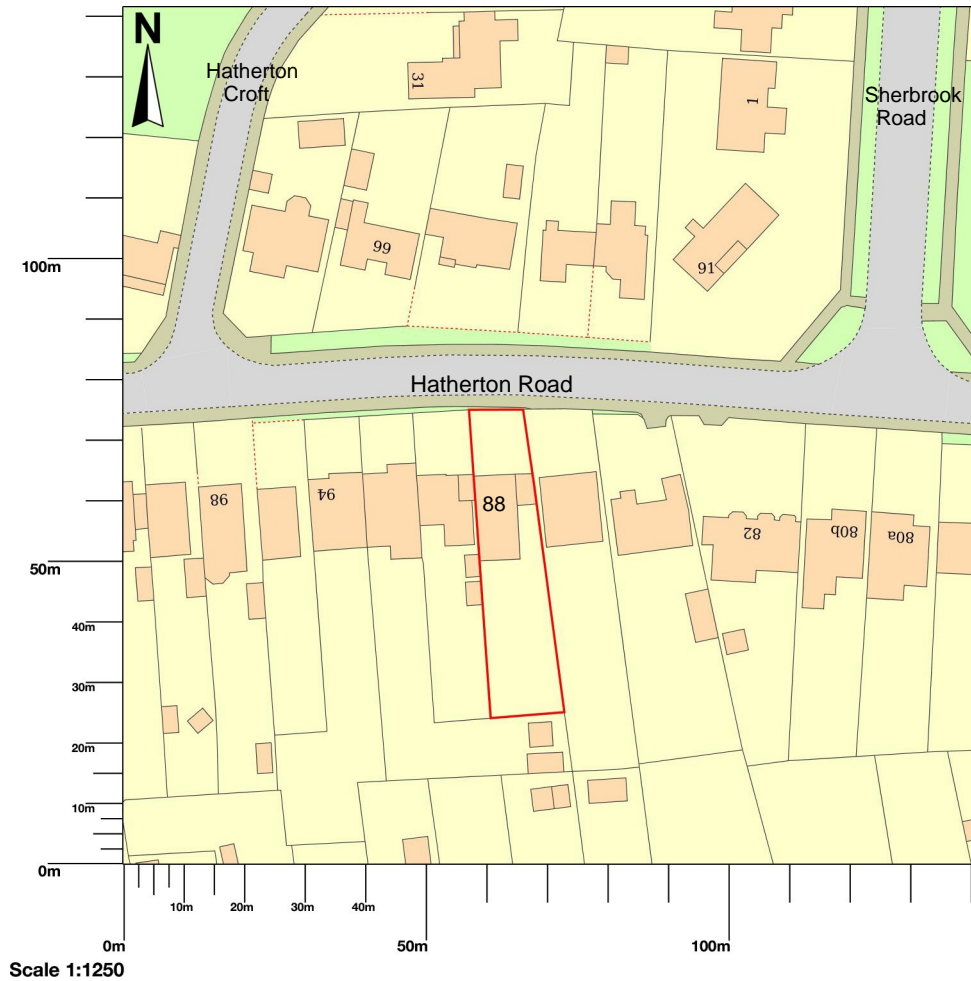 N
Hatherton
Croft
31
1
Sherbrook
Road
99
91
100m
Hatherton Road
98
94
88
82
80b
80a
50m
40m
30m
20m
10m
0m
10m
20m
30m
40m
0m
50m
100m
Scale 1:1250